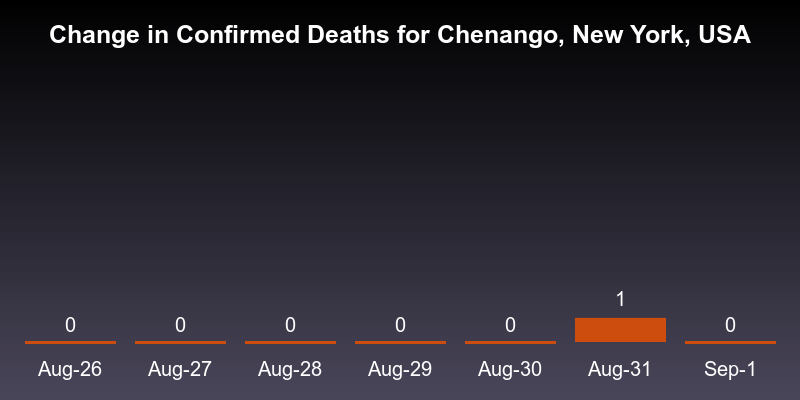 Change in Confirmed Deaths for Chenango, New York, USA
0 0 0 0 0 1 0
Aug-26 Aug-27 Aug-28 Aug-29 Aug-30 Aug-31 Sep-1